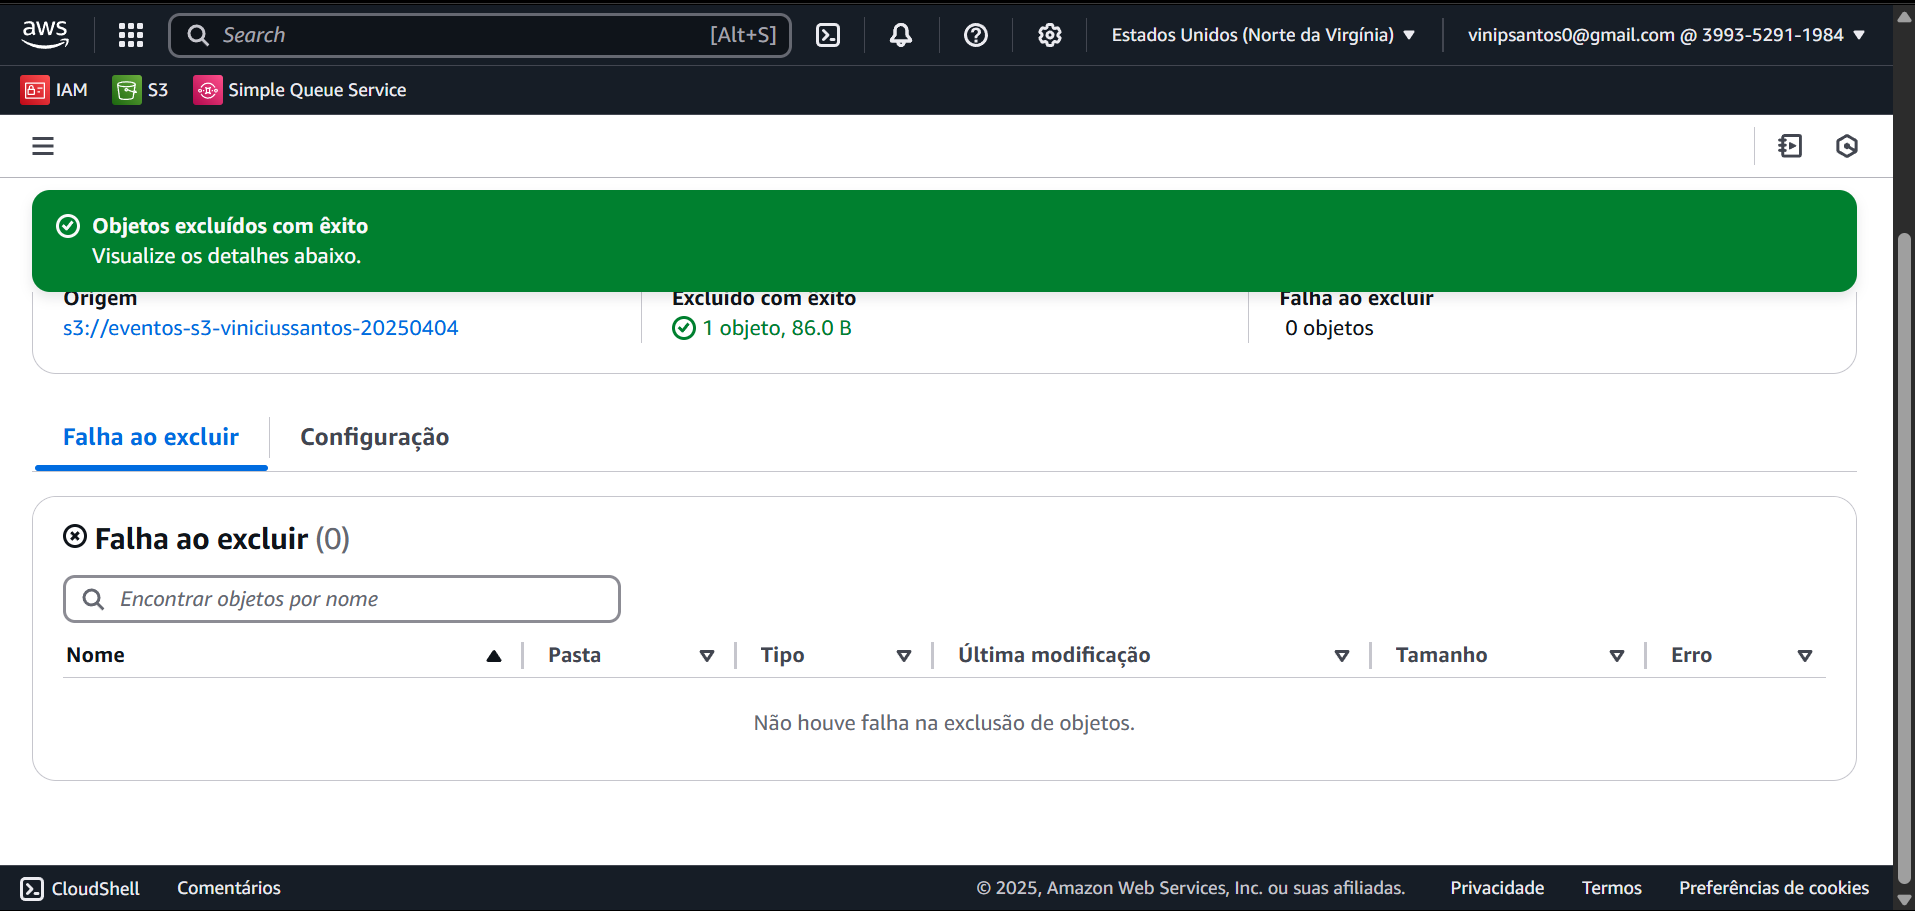 aws
Search [Alt+S]
Estados Unidos (Norte da Virgínia)
vinipsantos0@gmail.com @ 3993-5291-1984
IAM S3 Simple Queue Service
Objetos excluídos com êxito
Visualize os detalhes abaixo.
Origem Excluído com êxito Falha ao excluir
s3://eventos-s3-viniciussantos-20250404 1 objeto, 86.0 B 0 objetos
Falha ao excluir Configuração
Falha ao excluir (0)
Encontrar objetos por nome
Nome Pasta Tipo Última modificação Tamanho Erro
Não houve falha na exclusão de objetos.
CloudShell Comentários © 2025, Amazon Web Services, Inc. ou suas afiliadas. Privacidade Termos Preferências de cookies